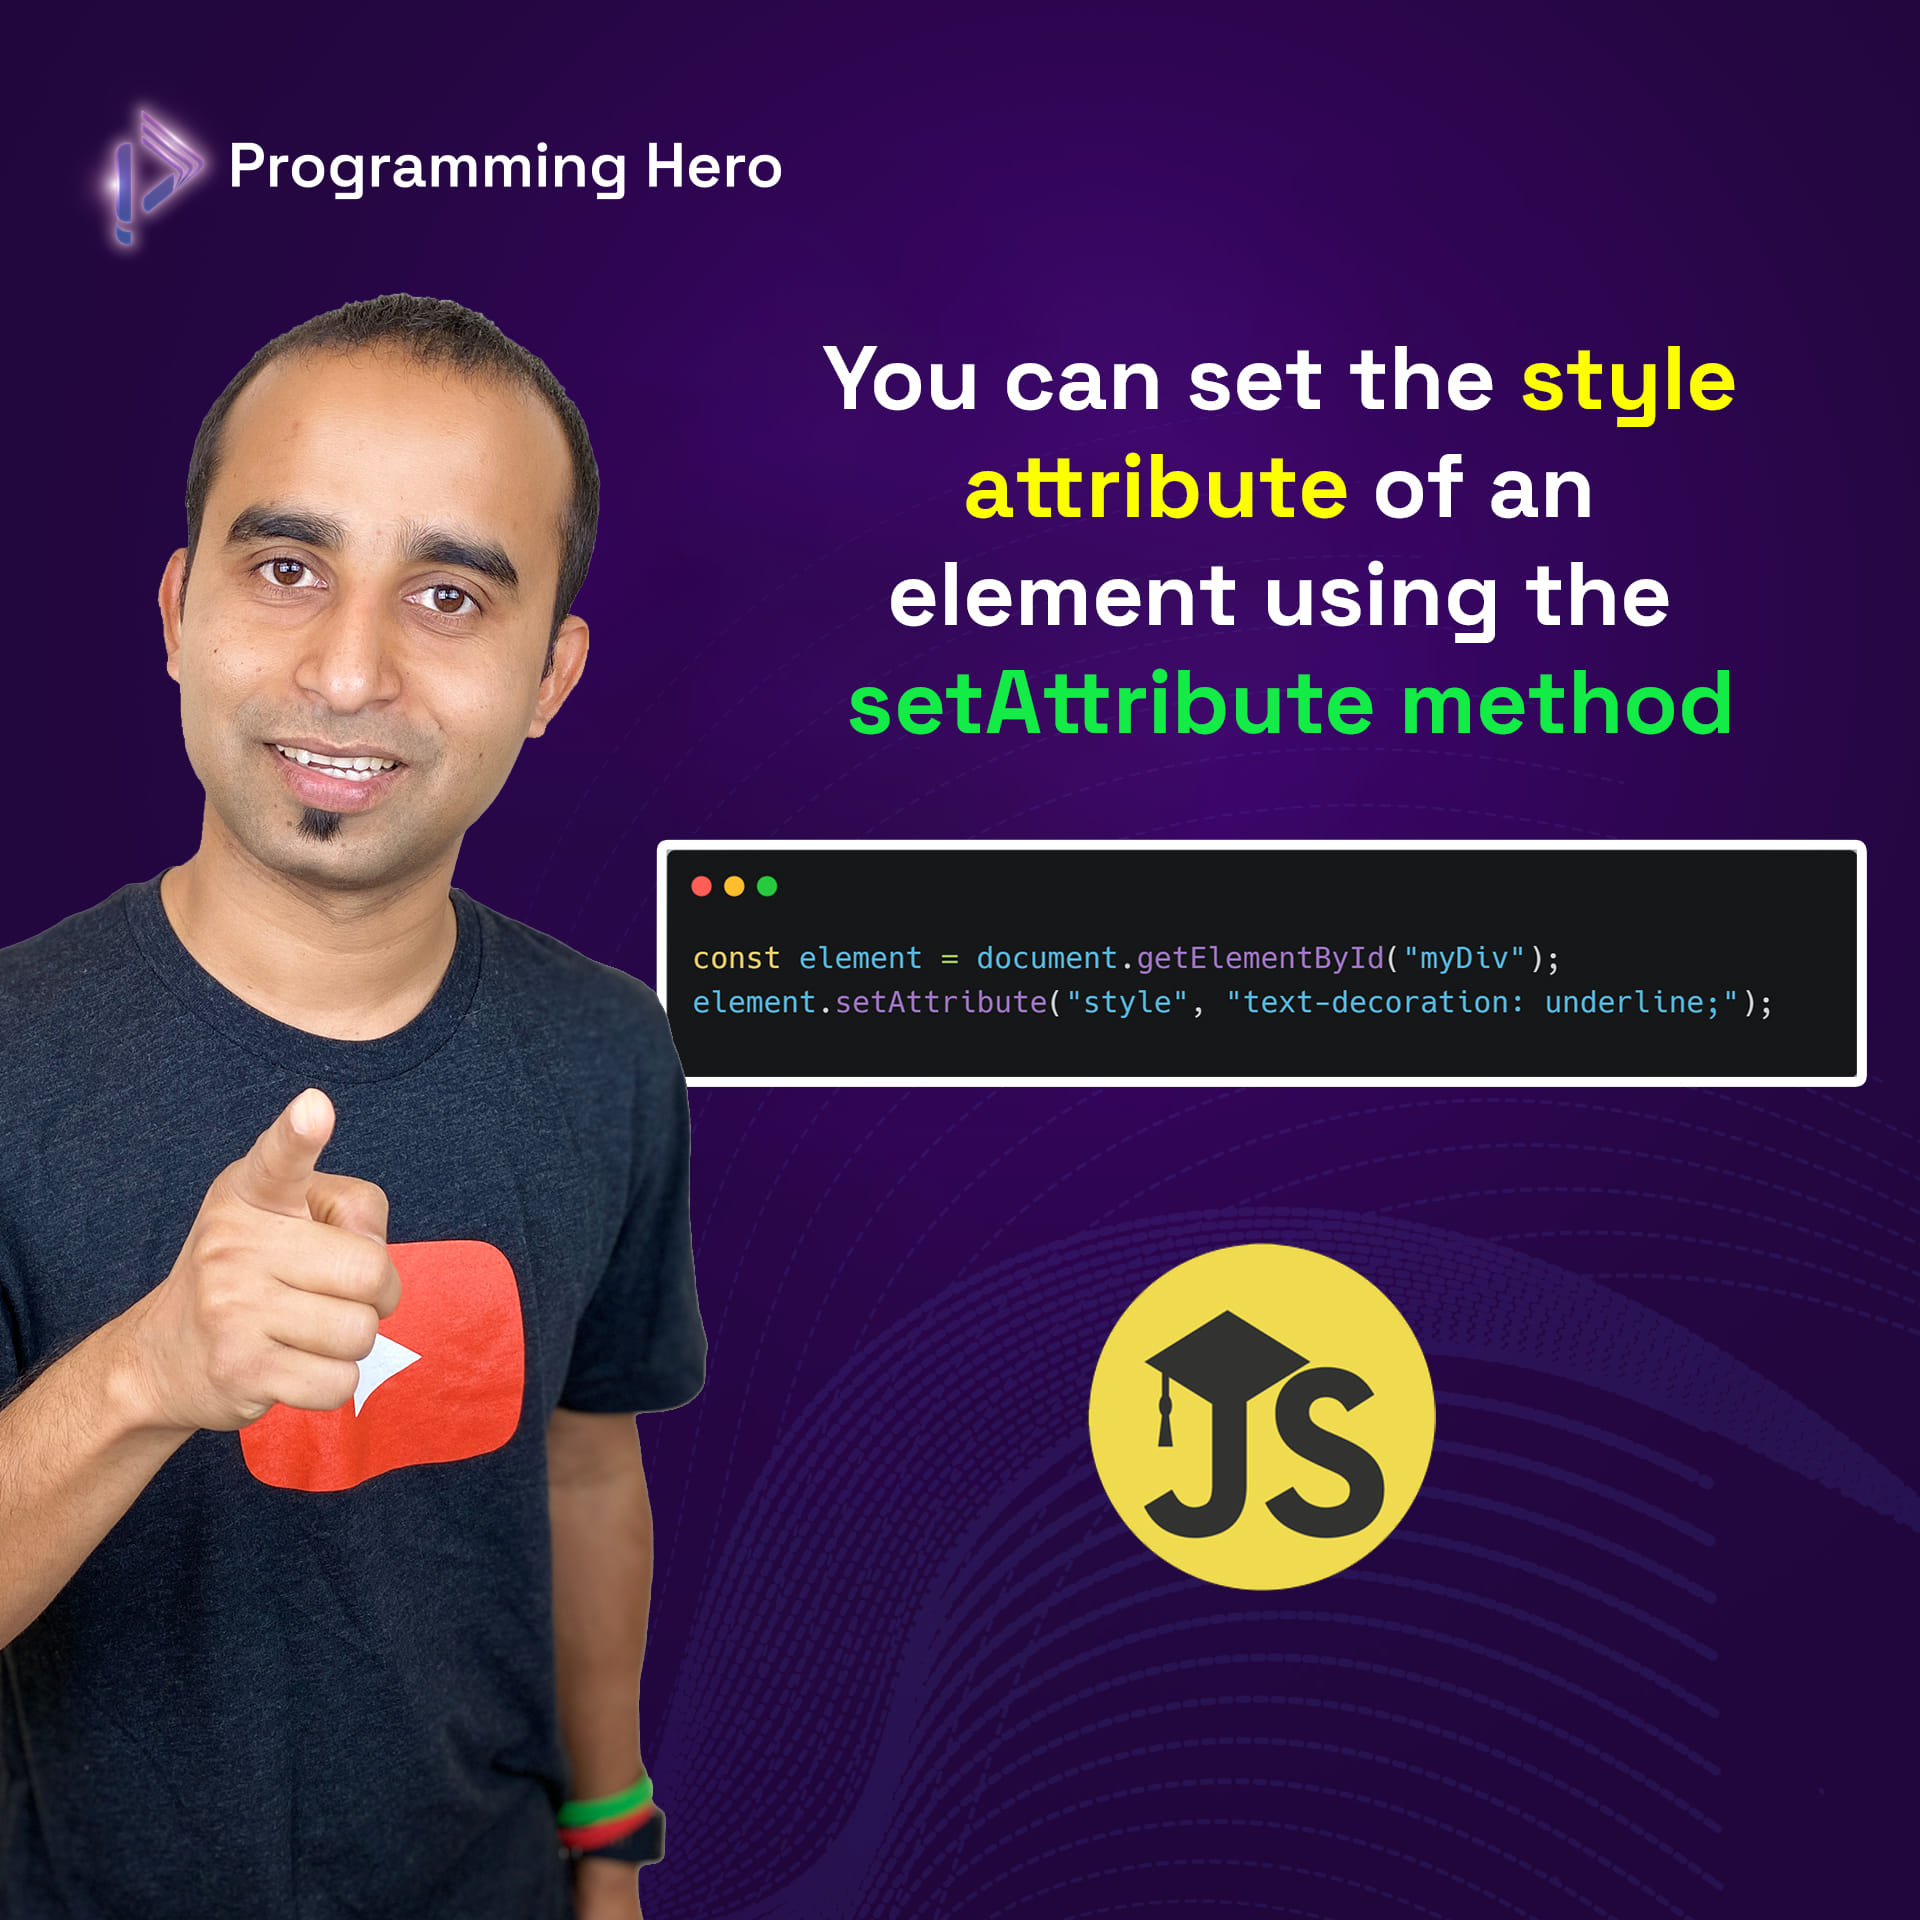 Programming Hero
You can set the style
attribute of an
element using the
setAttribute method
const element = document.getElementById("myDiv");
element.setAttribute("style", "text-decoration: underline;");
JS